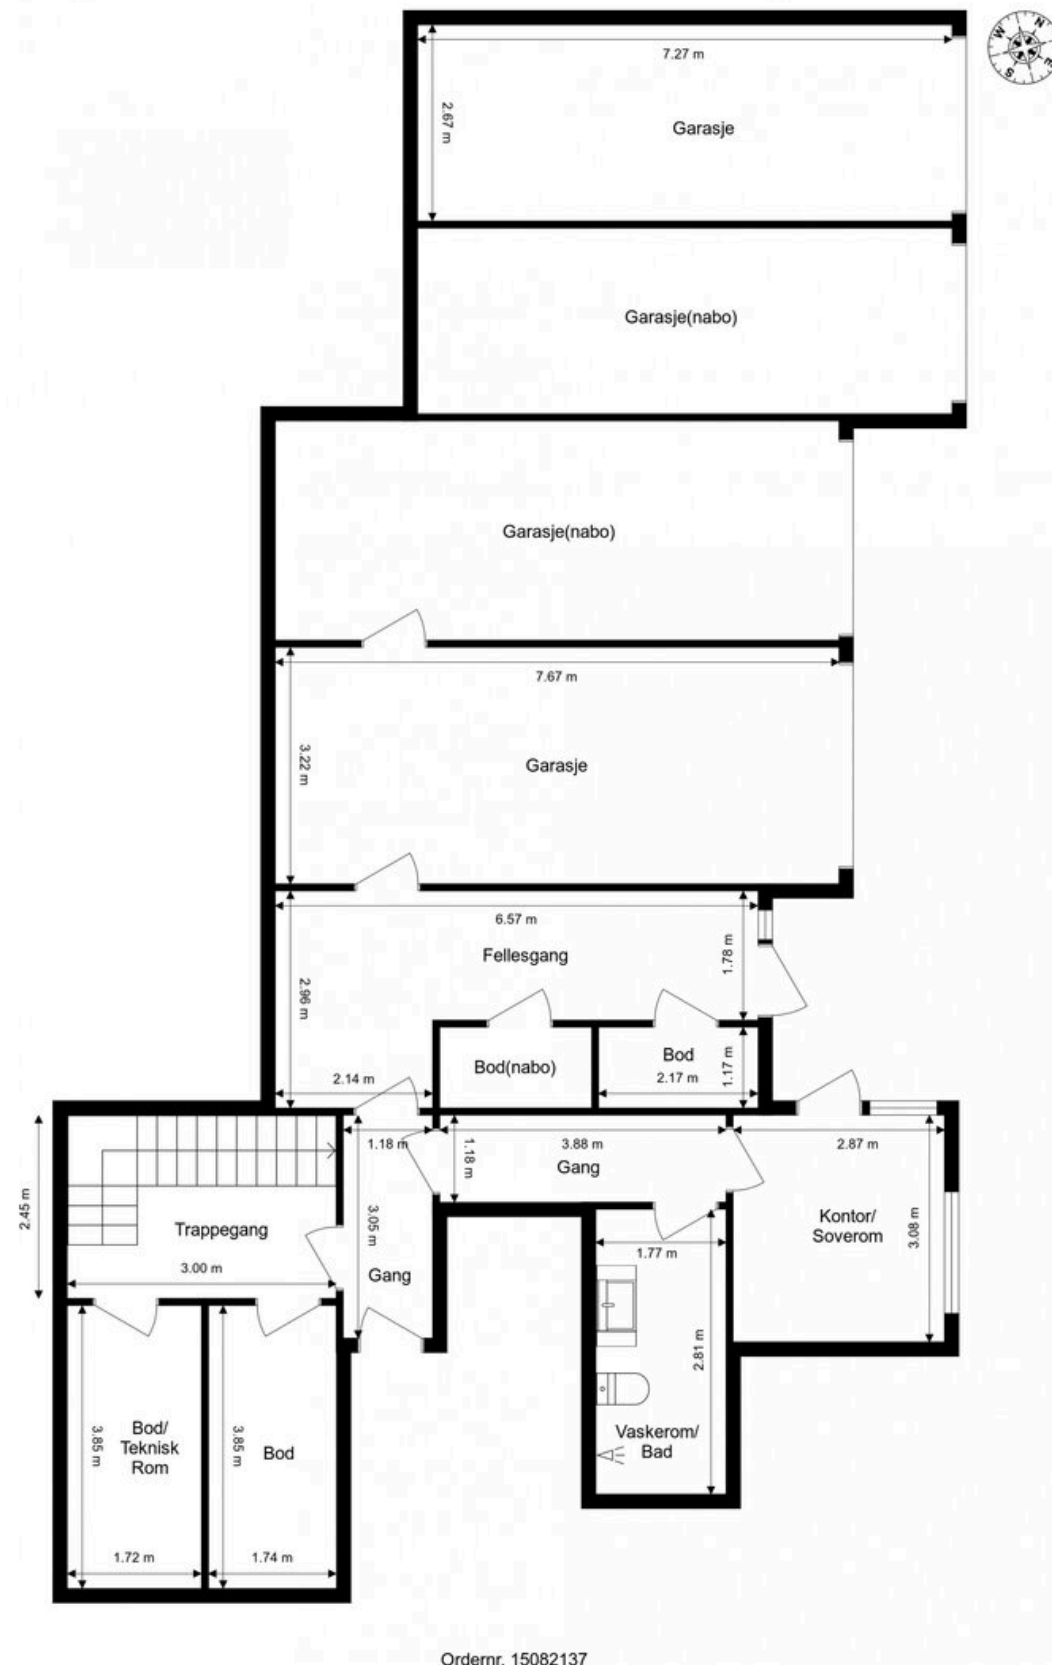 N
W
E
S
7.27 m
2.67 m
Garasje
Garasje(nabo)
Garasje(nabo)
7.67 m
3.22 m
Garasje
6.57 m
Fellesgang
1.78 m
2.96 m
Bod(nabo)
Bod
2.17 m
1.17 m
2.14 m
1.18 m
1.18 m
3.88 m
Gang
2.87 m
2.45 m
Trappegang
3.00 m
3.05 m
Gang
1.77 m
Kontor/
Soverom
3.08 m
2.81 m
Vaskerom/
Bad
3.85 m
Bod/
Teknisk
Rom
3.85 m
Bod
1.72 m
1.74 m
Ordernr. 15082137